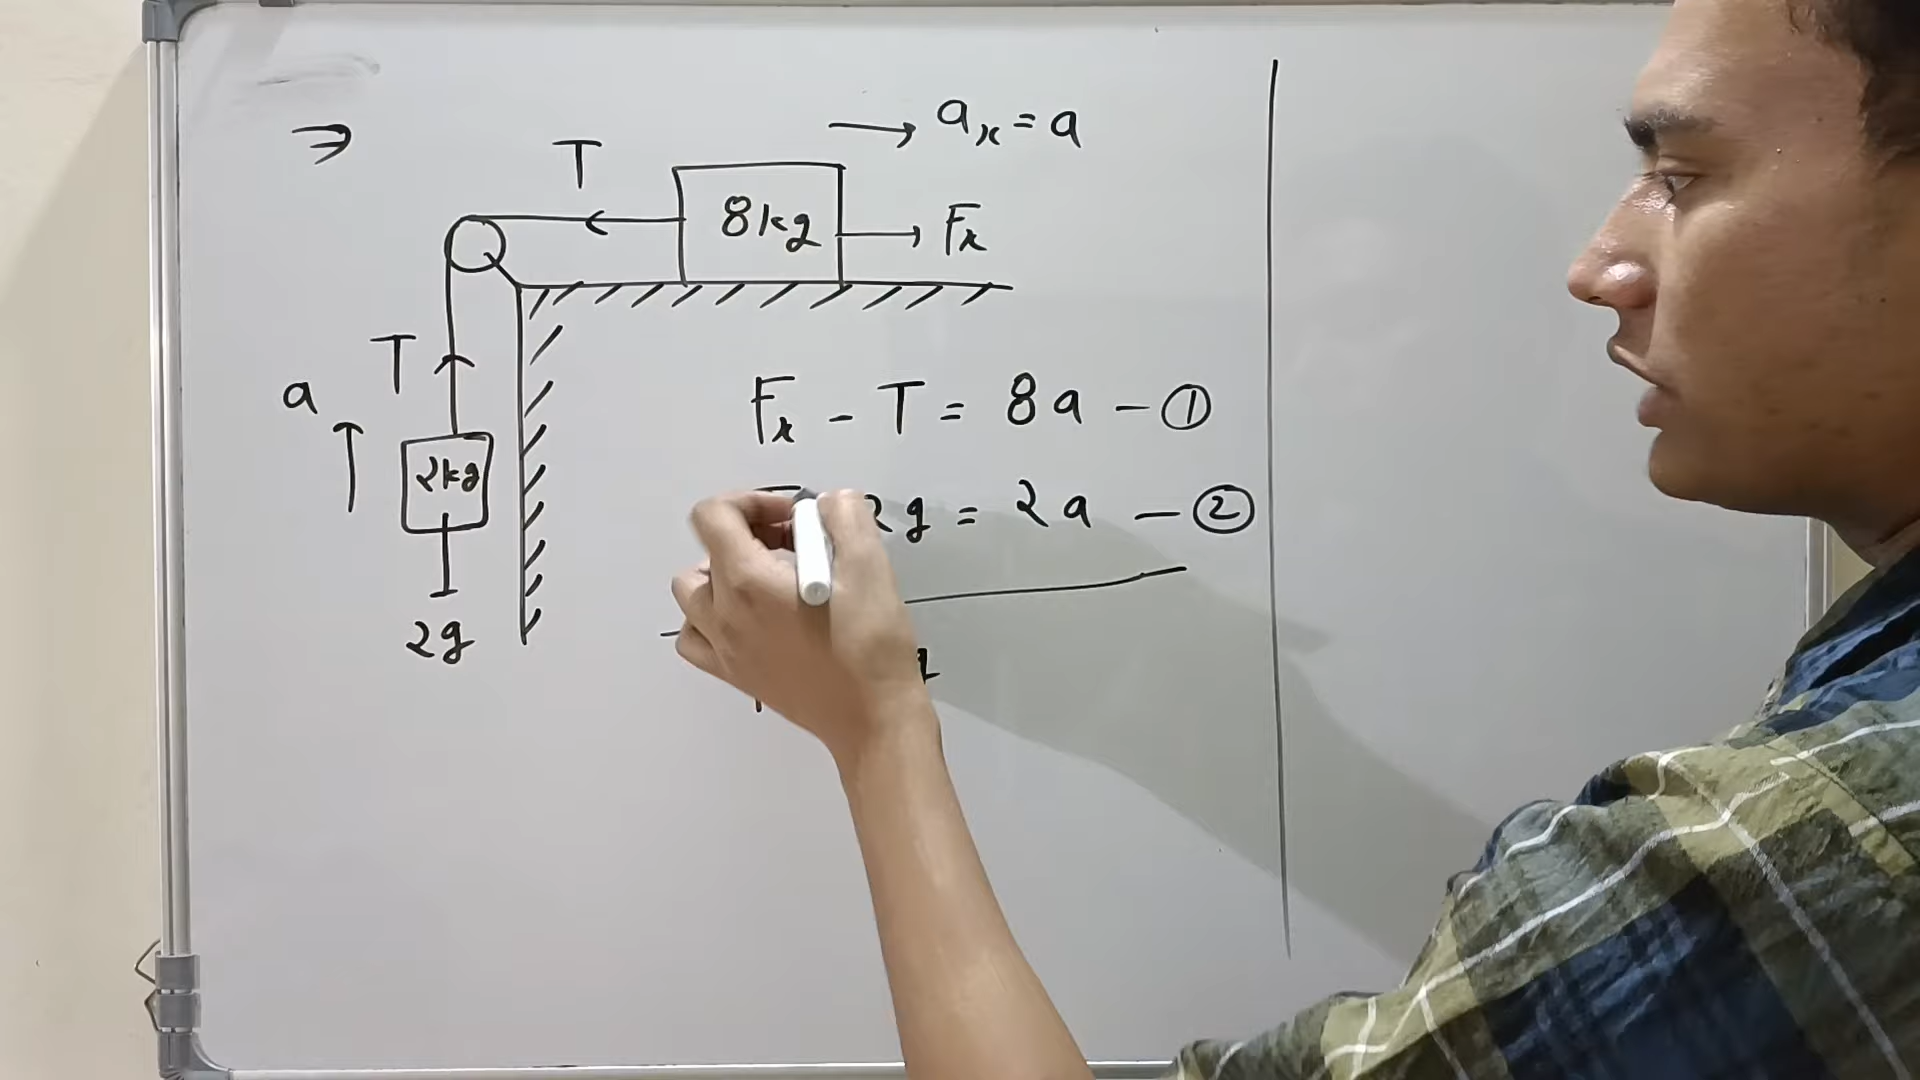 ⇒
→ aₓ = a
T
8kg → Fₓ
T
a
2kg
2g
Fₓ - T = 8a - ①
2g = 2a - ②